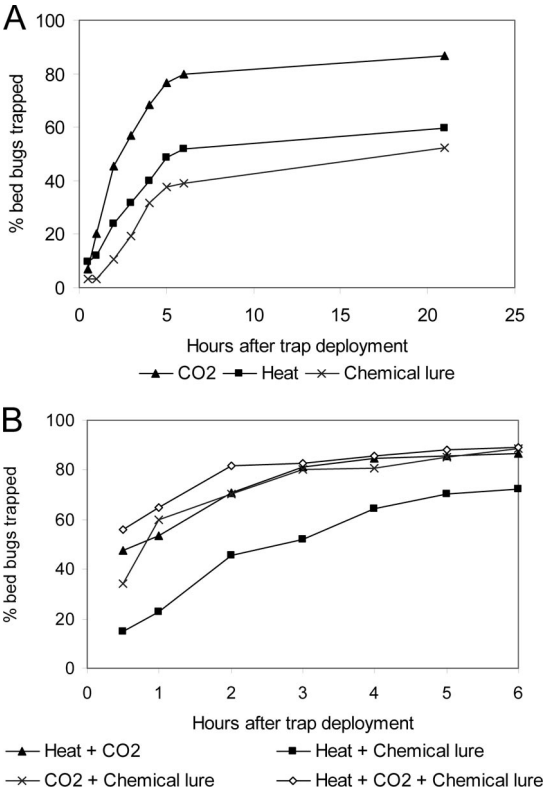 A
% bed bugs trapped
100
80
60
40
20
0
0 5 10 15 20 25
Hours after trap deployment
CO2 Heat Chemical lure
B
% bed bugs trapped
100
80
60
40
20
0
0 1 2 3 4 5 6
Hours after trap deployment
Heat + CO2 Heat + Chemical lure
CO2 + Chemical lure Heat + CO2 + Chemical lure